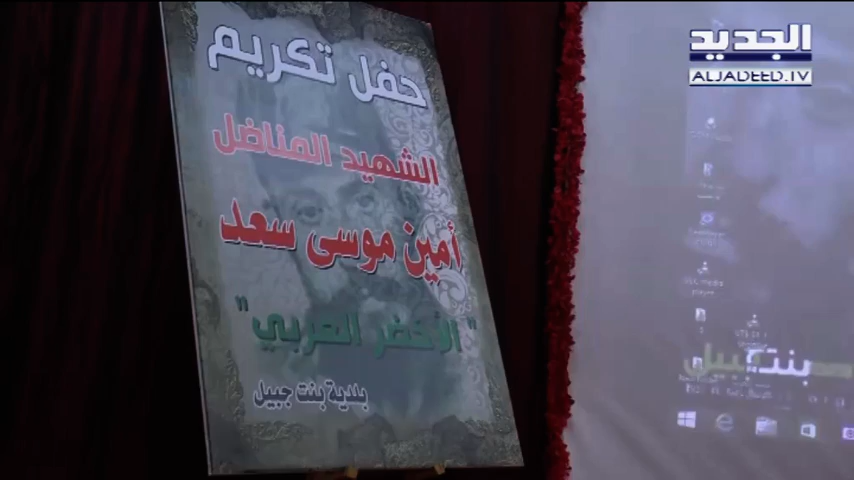 حفل تكريم
الشهيد المناضل
أمين موسى سعد
"الأخضر العربي"
بلدية بنت جبيل
الجديد
ALJADEED.TV
بنت جبيل